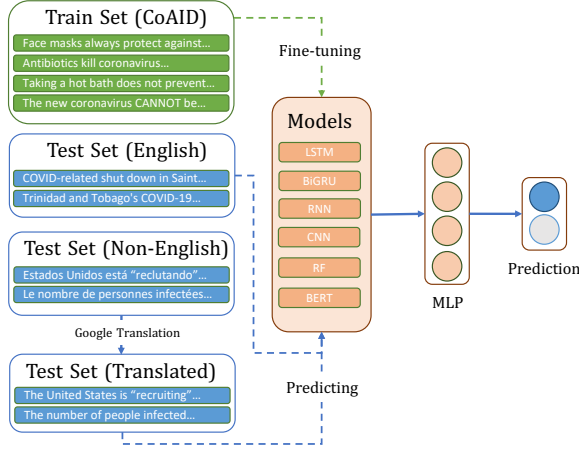 Train Set (CoAID)
Face masks always protect against…
Antibiotics kill coronavirus…
Taking a hot bath does not prevent…
The new coronavirus CANNOT be…
Fine-tuning
Test Set (English)
COVID-related shut down in Saint…
Trinidad and Tobago's COVID-19…
Test Set (Non-English)
Estados Unidos está “reclutando”…
Le nombre de personnes infectées…
Google Translation
Test Set (Translated)
The United States is “recruiting”…
The number of people infected…
Predicting
Models
LSTM
BiGRU
RNN
CNN
RF
BERT
MLP
Prediction